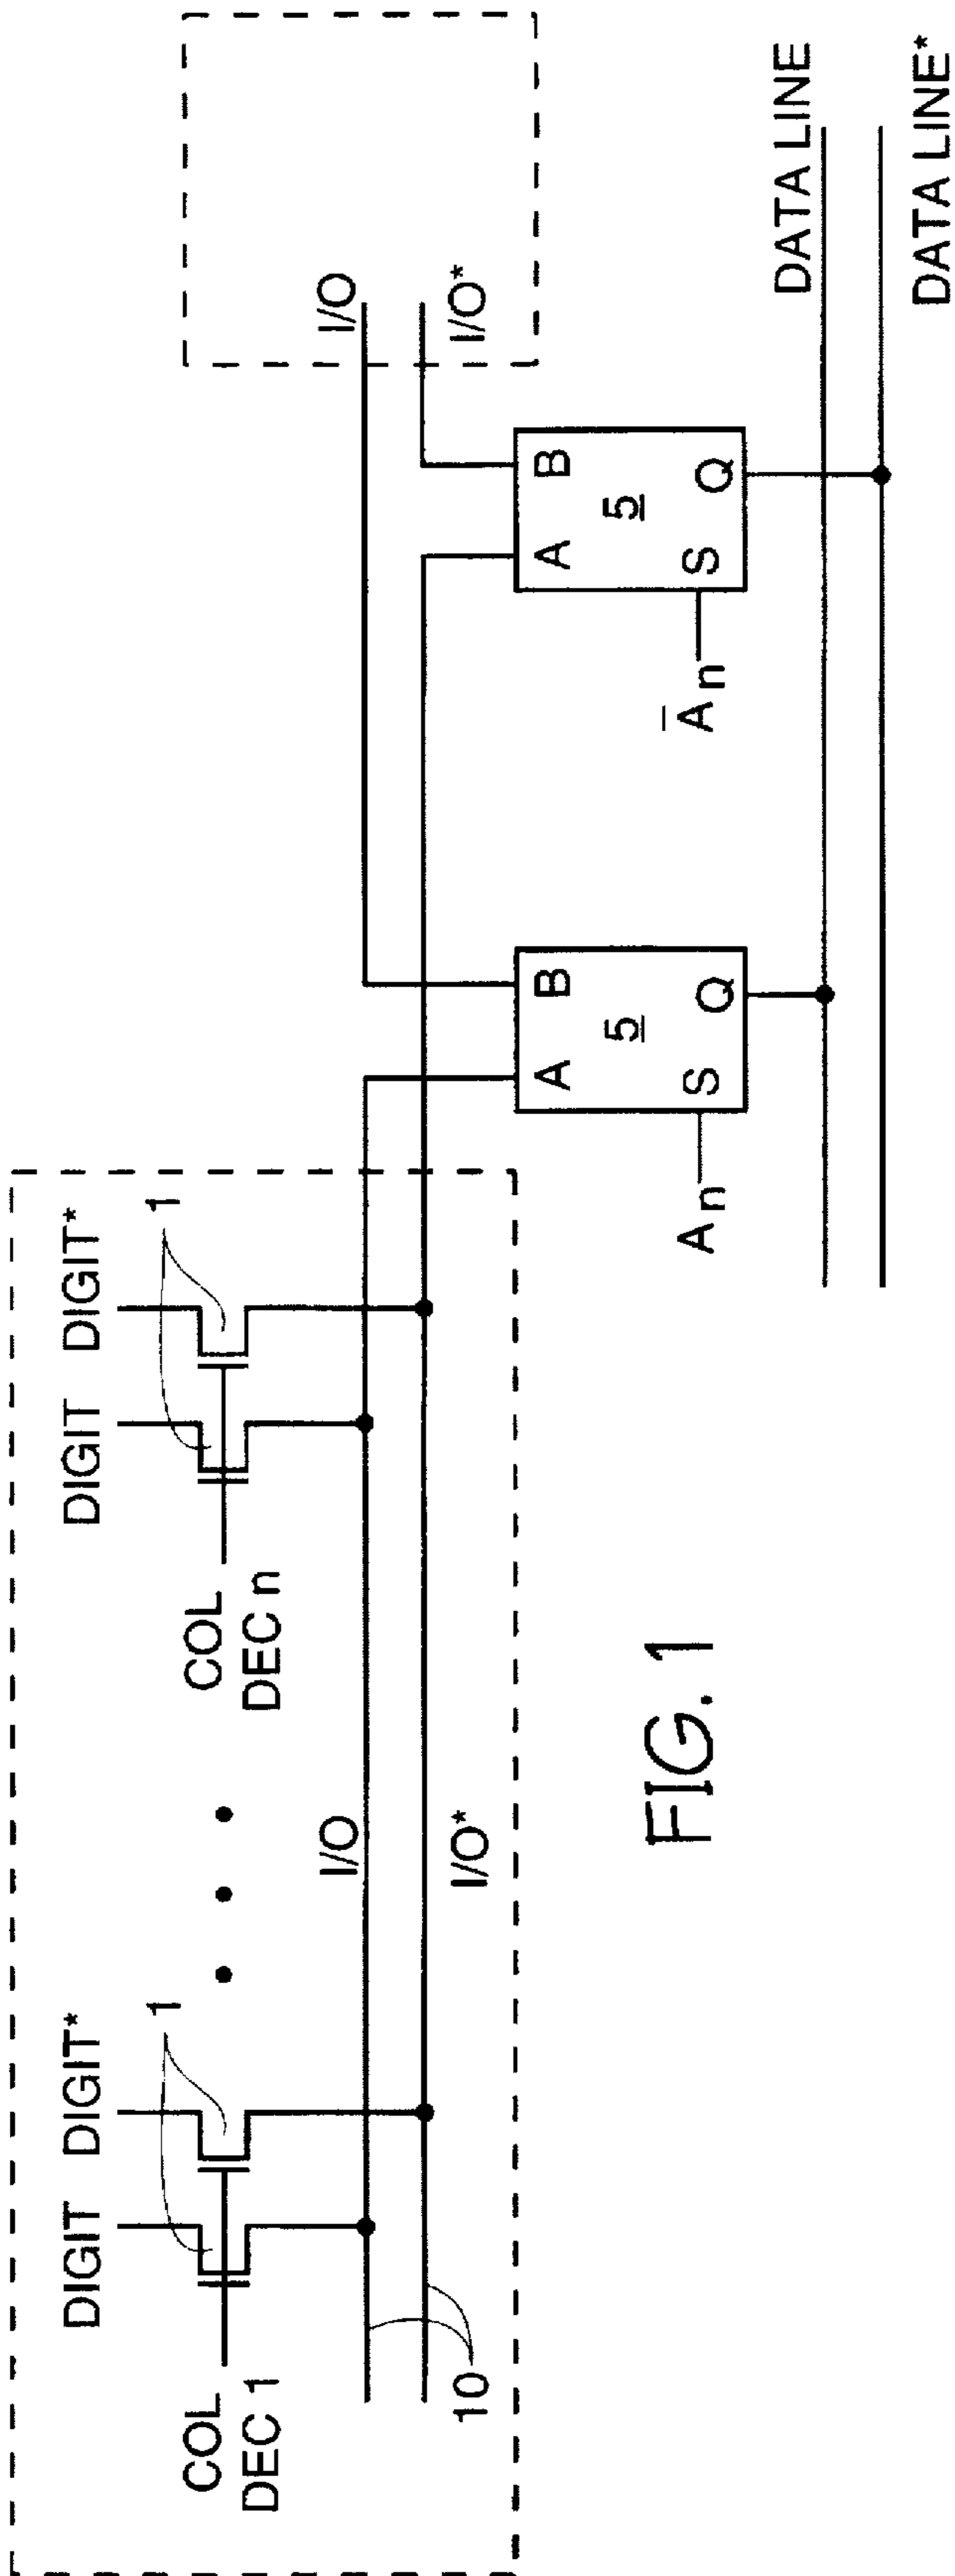 DIGIT DIGIT*
1
COL
DEC 1
DIGIT DIGIT*
1
COL
DEC n
I/O
I/O*
10
I/O
I/O*
A B
5
S Q
An
A B
5
S Q
A̅n
DATA LINE
DATA LINE*
FIG. 1